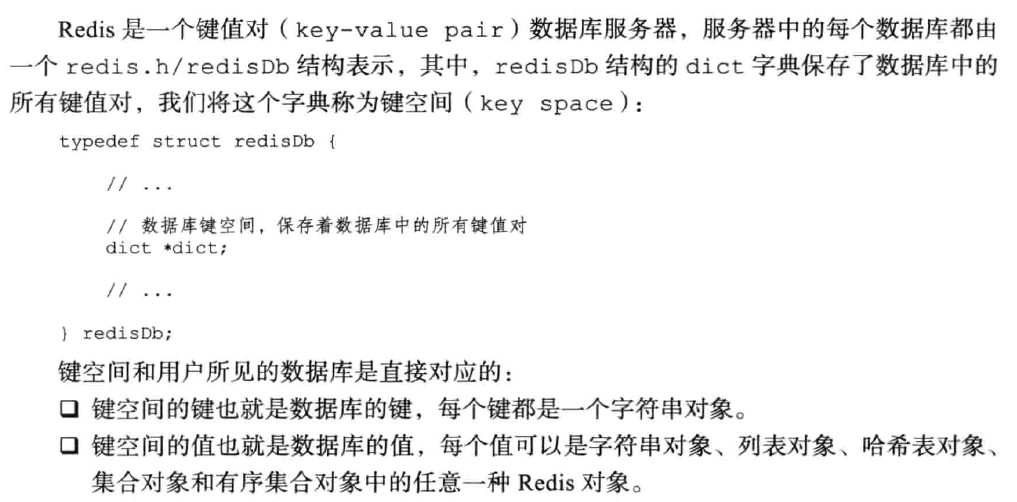 Redis 是一个键值对（key-value pair）数据库服务器，服务器中的每个数据库都由
一个 redis.h/redisDb 结构表示，其中，redisDb 结构的 dict 字典保存了数据库中的
所有键值对，我们将这个字典称为键空间（key space）：
typedef struct redisDb {
// ...
// 数据库键空间，保存着数据库中的所有键值对
dict *dict;
// ...
} redisDb;
键空间和用户所见的数据库是直接对应的：
❑ 键空间的键也就是数据库的键，每个键都是一个字符串对象。
❑ 键空间的值也就是数据库的值，每个值可以是字符串对象、列表对象、哈希表对象、
集合对象和有序集合对象中的任意一种 Redis 对象。